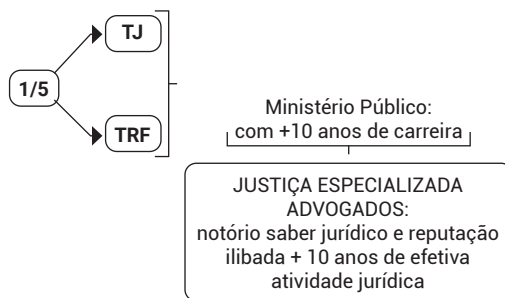 TJ
1/5
TRF
Ministério Público:
com +10 anos de carreira
JUSTIÇA ESPECIALIZADA
ADVOGADOS:
notório saber jurídico e reputação
ilibada + 10 anos de efetiva
atividade jurídica